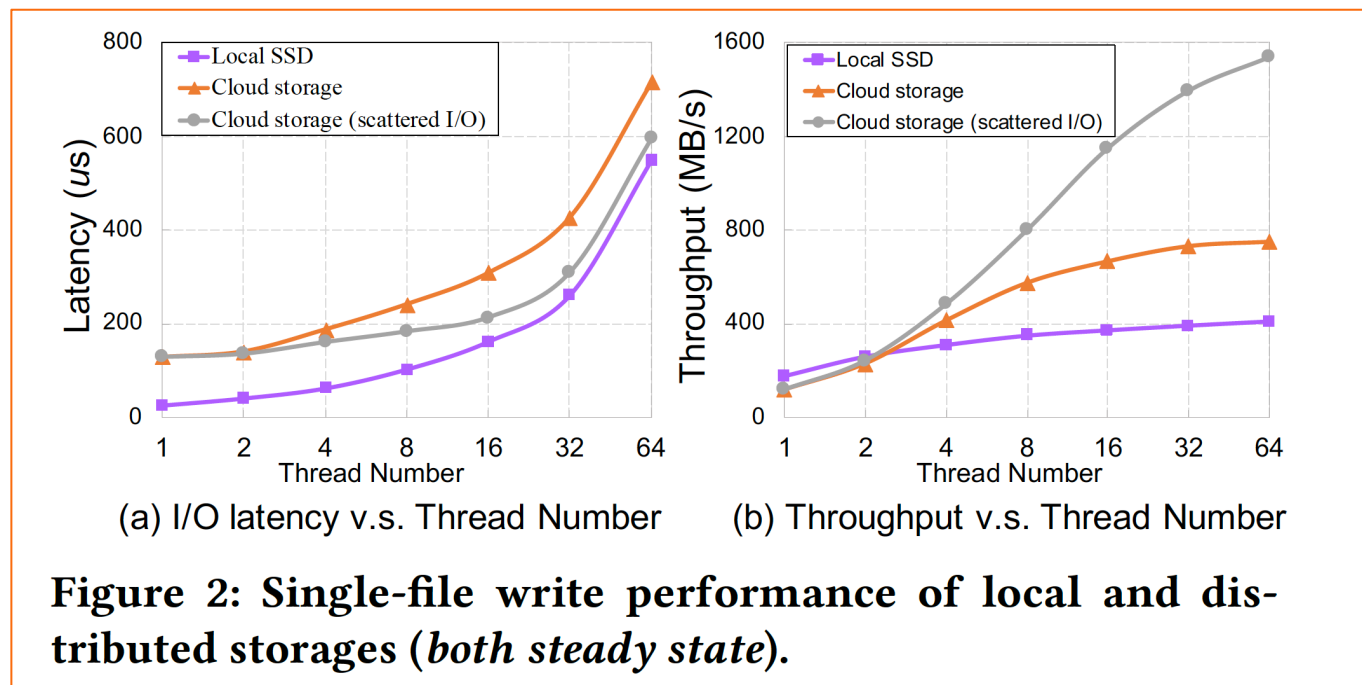 800
600
400
200
0
Latency (us)
Local SSD
Cloud storage
Cloud storage (scattered I/O)
1 2 4 8 16 32 64
Thread Number
(a) I/O latency v.s. Thread Number
1600
1200
800
400
0
Throughput (MB/s)
Local SSD
Cloud storage
Cloud storage (scattered I/O)
1 2 4 8 16 32 64
Thread Number
(b) Throughput v.s. Thread Number
Figure 2: Single-file write performance of local and dis-
tributed storages (both steady state).